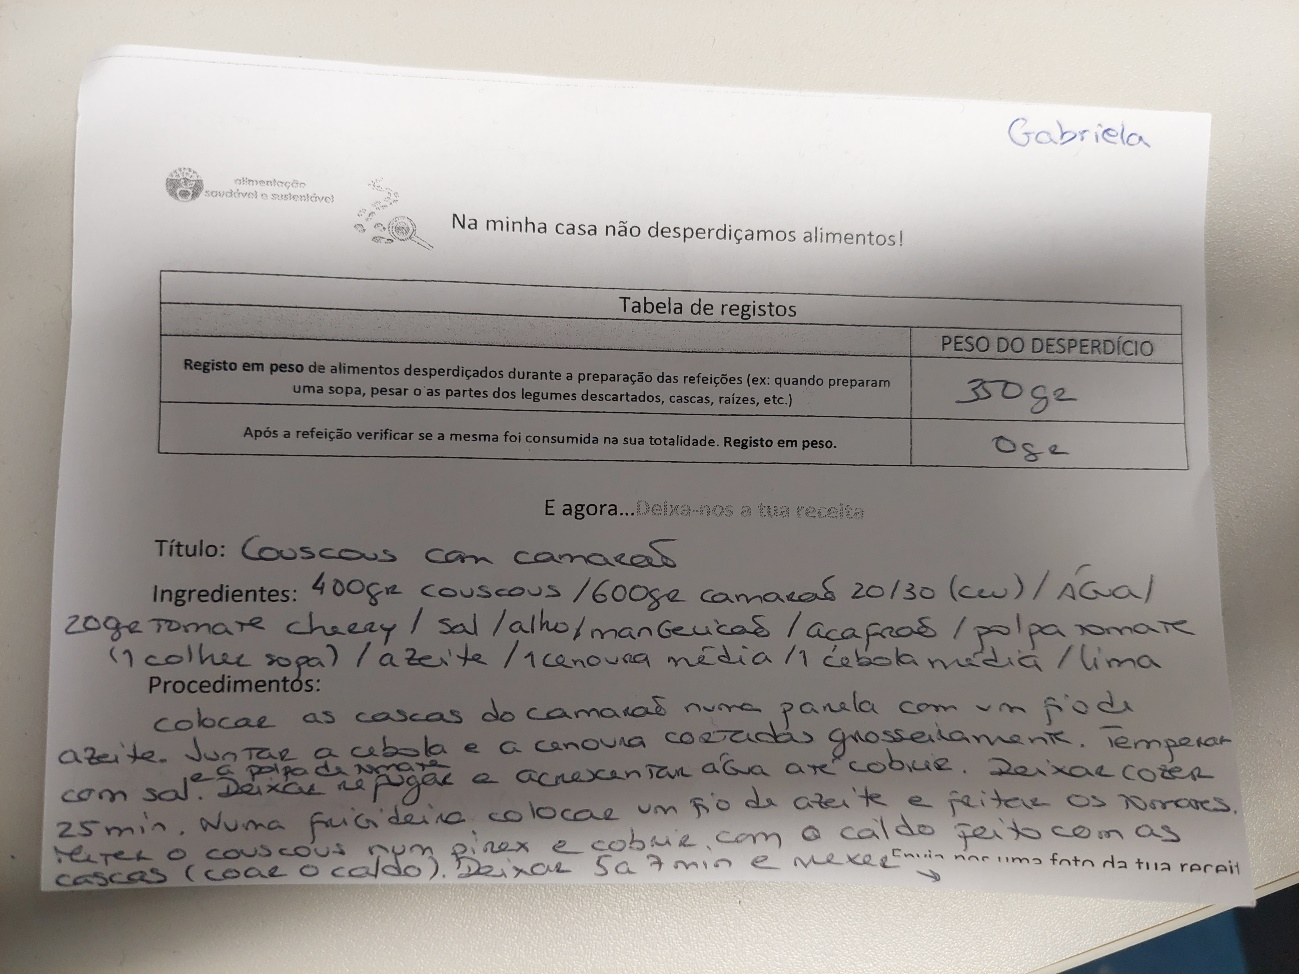 Gabriela
alimentação
saudável e sustentável
Na minha casa não desperdiçamos alimentos!
Tabela de registos
PESO DO DESPERDÍCIO
Registo em peso de alimentos desperdiçados durante a preparação das refeições (ex: quando preparam
uma sopa, pesar o as partes dos legumes descartados, cascas, raízes, etc.)
350gr
Após a refeição verificar se a mesma foi consumida na sua totalidade. Registo em peso.
0gr
E agora...Deixa-nos a tua receita
Título: Couscous com camarão
Ingredientes: 400gr couscous /600gr camarão 20/30 (cru) / ÁGUA/
20gr Tomate cherry / sal /alho/mangericão /açafrão /polpa tomate
(1 colher sopa) /azeite /1 cenoura média /1 cebola média /lima
Procedimentos:
colocar as cascas do camarão numa panela com um fio de
azeite. Juntar a cebola e a cenoura cortadas grosseiramente. Temperar
e a polpa de tomate
com sal. Deixar refogar e acrescentar água até cobrir. Deixar cozer
25min. Numa frigideira colocar um fio de azeite e fritar os tomates.
Meter o couscous num pirex e cobrir com o caldo feito com as
cascas (coar o caldo). Deixar 5 a 7 min e mexer
Envia-nos uma foto da tua receit